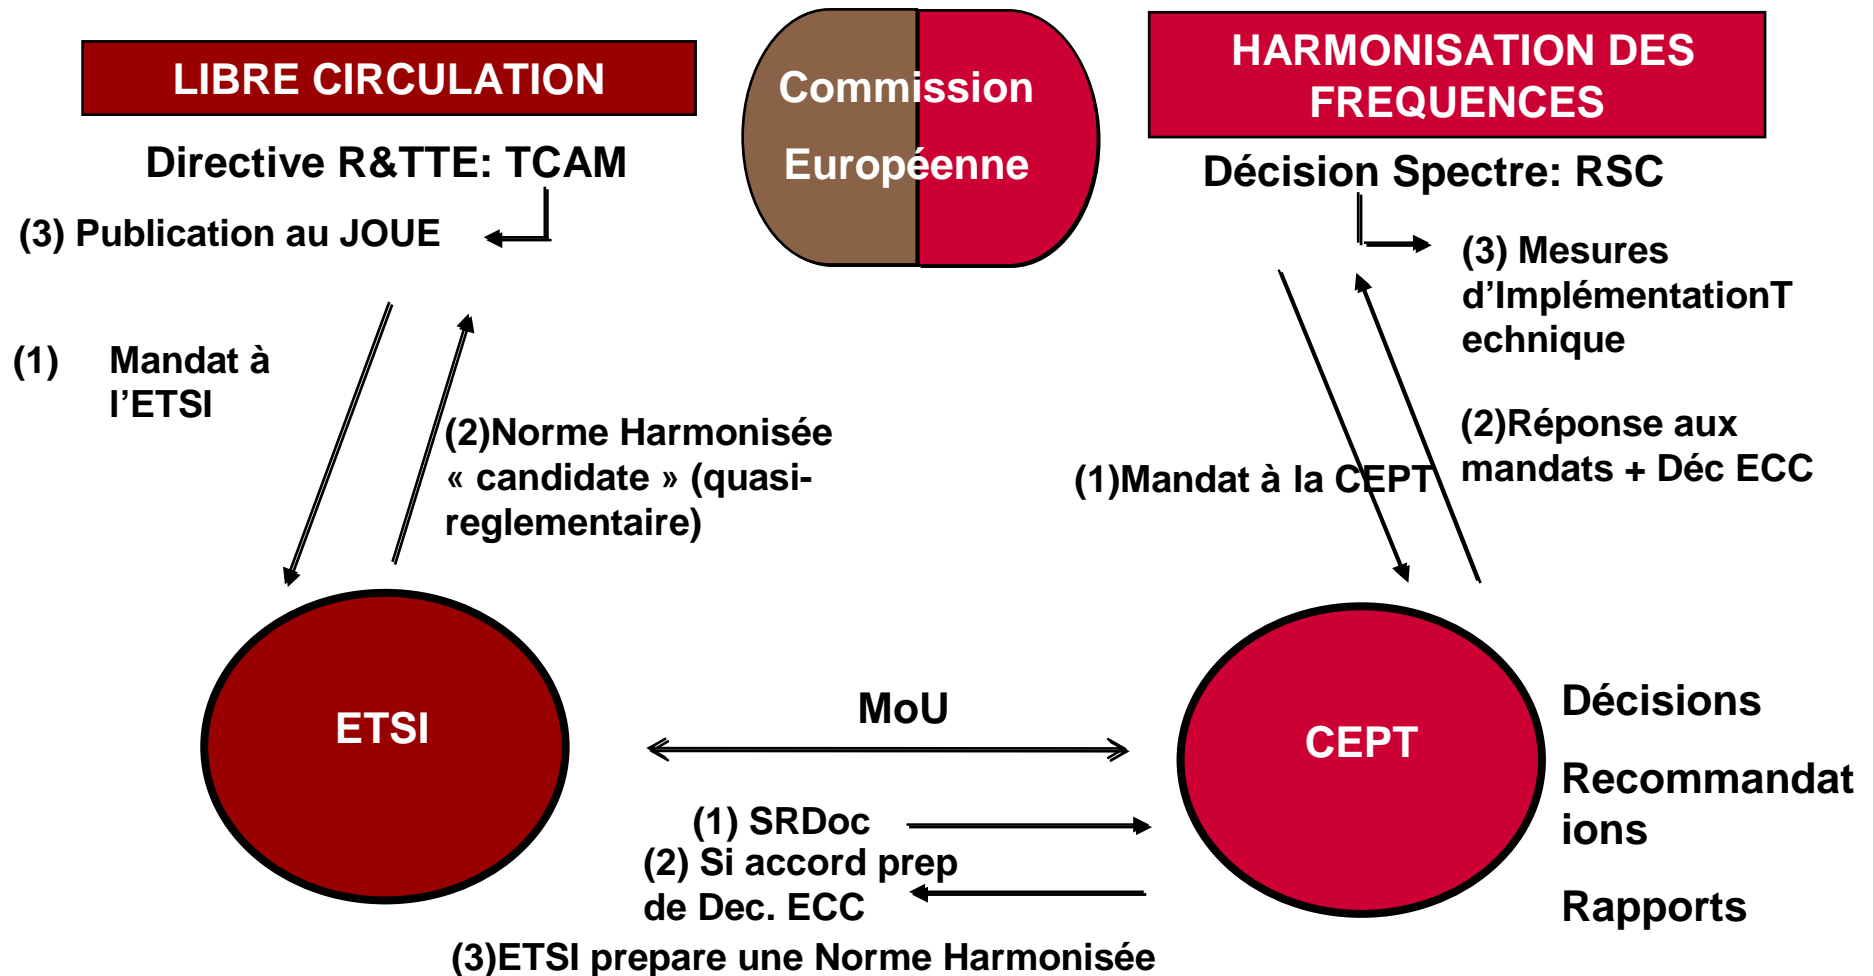 LIBRE CIRCULATION
Commission
Européenne
HARMONISATION DES
FREQUENCES
Directive R&TTE: TCAM
(3) Publication au JOUE
(1) Mandat à
l’ETSI
(2)Norme Harmonisée
« candidate » (quasi-
reglementaire)
Décision Spectre: RSC
(3) Mesures
d’ImplémentationT
echnique
(2)Réponse aux
mandats + Déc ECC
(1)Mandat à la CEPT
ETSI
MoU
CEPT
Décisions
Recommandat
ions
Rapports
(1) SRDoc
(2) Si accord prep
de Dec. ECC
(3)ETSI prepare une Norme Harmonisée